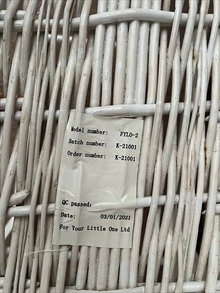 Model number: FYLO-2
Batch number: K-21001
Order number: K-21001
QC passed:
Date: 03/01/2021
For Your Little One Ltd